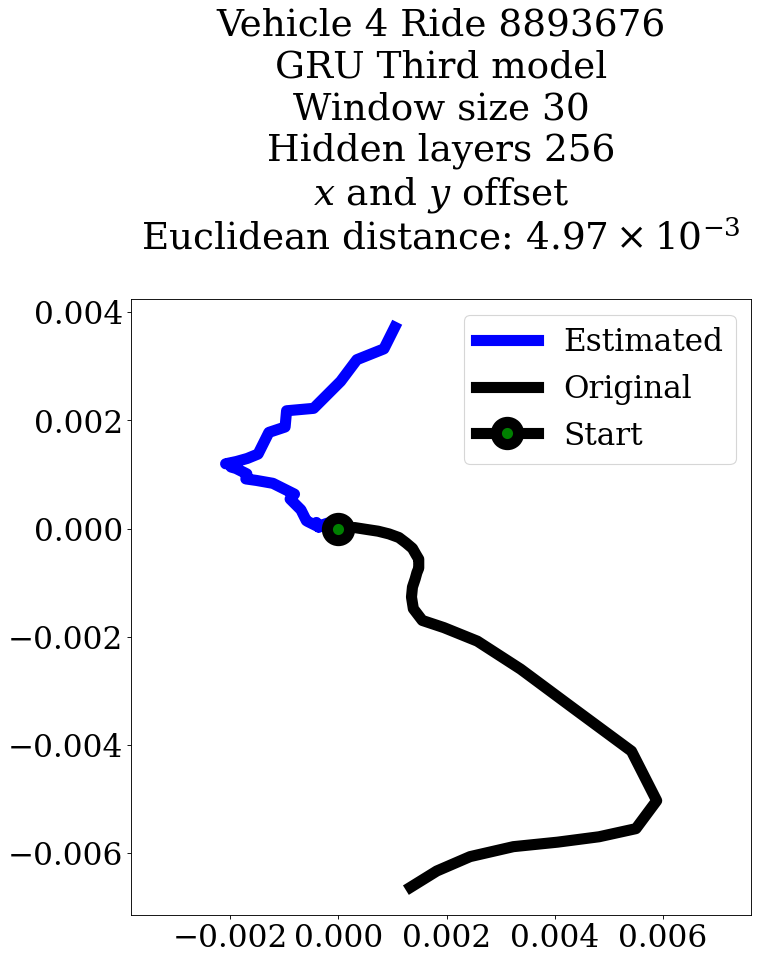 Vehicle 4 Ride 8893676
GRU Third model
Window size 30
Hidden layers 256
x and y offset
Euclidean distance: 4.97 × 10⁻³
Estimated
Original
Start
0.004
0.002
0.000
−0.002
−0.004
−0.006
−0.002 0.000 0.002 0.004 0.006